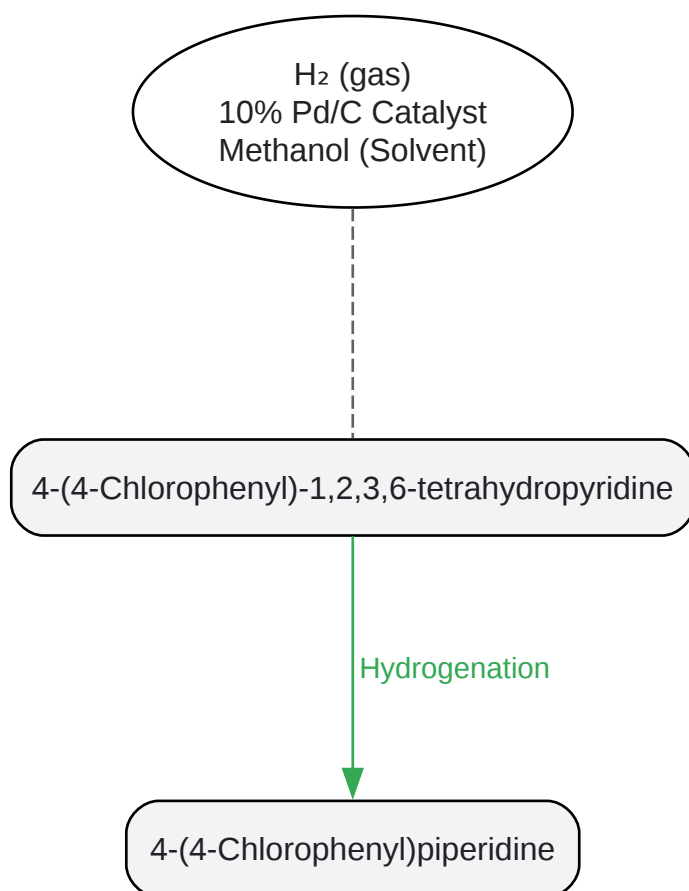 H₂ (gas)
10% Pd/C Catalyst
Methanol (Solvent)
4-(4-Chlorophenyl)-1,2,3,6-tetrahydropyridine
Hydrogenation
4-(4-Chlorophenyl)piperidine